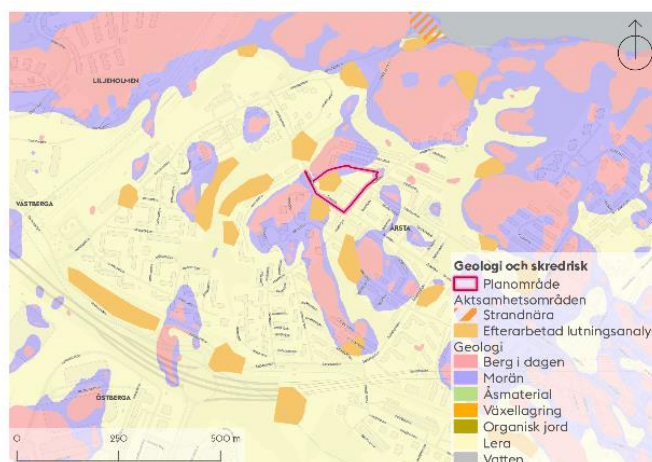 LILJEHOLMEN
VÄSTBERGA
ÅRSTA
ÖSTBERGA
Geologi och skredrisk
Planområde
Aktsamhetsområden
Strandnära
Efterarbetad lutningsanaly
Geologi
Berg i dagen
Morän
Åsmaterial
Växellagring
Organisk jord
Lera
Vatten
0 250 500 m